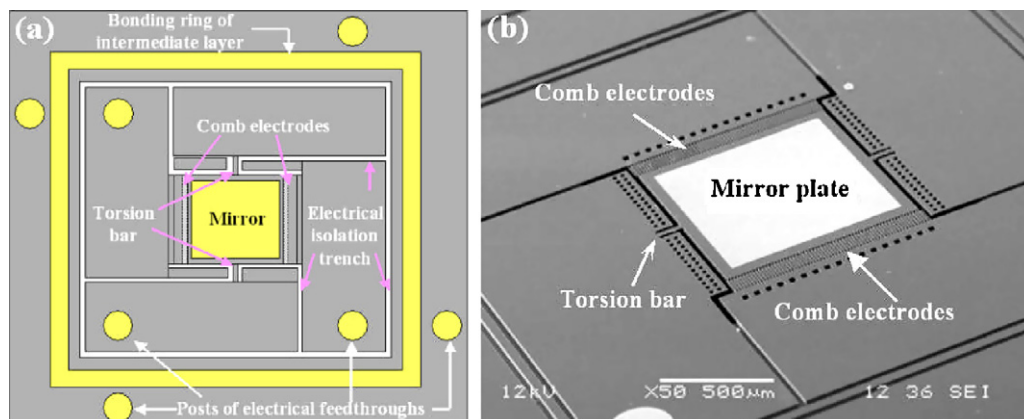 (a)
Bonding ring of
intermediate layer
Comb electrodes
Torsion
bar
Mirror
Electrical
isolation
trench
Posts of electrical feedthroughs
(b)
Comb electrodes
Mirror plate
Torsion bar
Comb electrodes
12kV X50 500μm 12 36 SEI